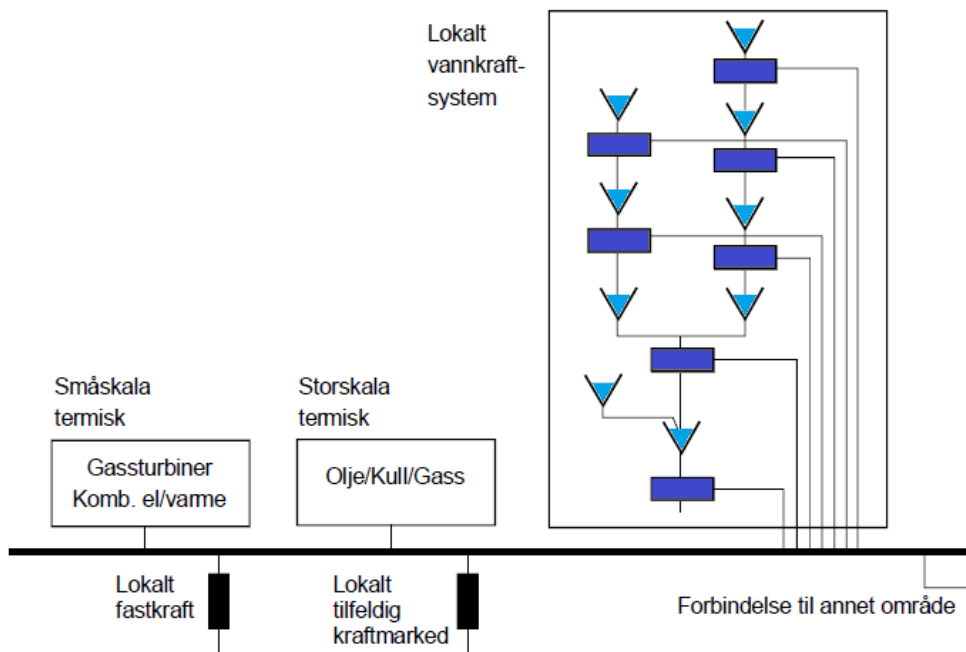 Lokalt
vannkraft-
system
Småskala
termisk
Storskala
termisk
Gassturbiner
Komb. el/varme
Olje/Kull/Gass
Lokalt
fastkraft
Lokalt
tilfeldig
kraftmarked
Forbindelse til annet område